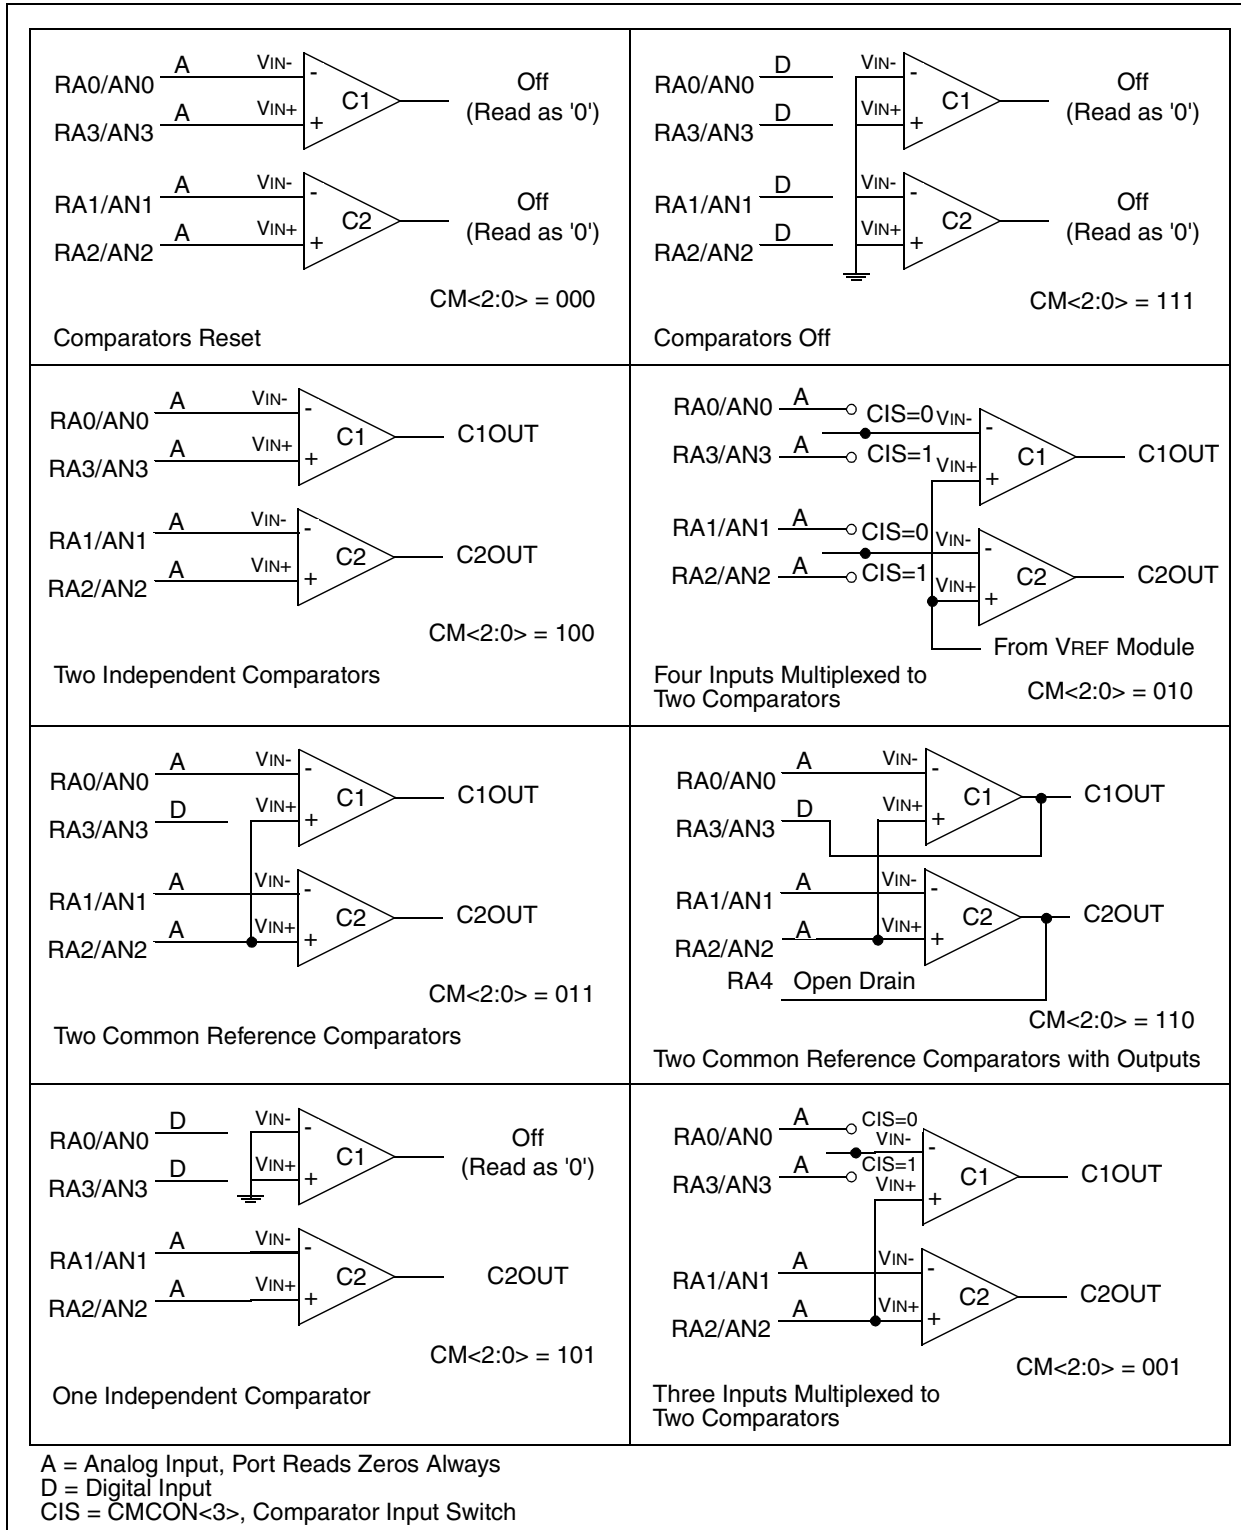 RA0/AN0 A VIN- -
C1 Off
(Read as '0')
RA3/AN3 A VIN+ +
RA1/AN1 A VIN- -
C2 Off
(Read as '0')
RA2/AN2 A VIN+ +
CM<2:0> = 000
Comparators Reset
RA0/AN0 D VIN- -
C1 Off
(Read as '0')
RA3/AN3 D VIN+ +
RA1/AN1 D VIN- -
C2 Off
(Read as '0')
RA2/AN2 D VIN+ +
CM<2:0> = 111
Comparators Off
RA0/AN0 A VIN- -
C1 C1OUT
RA3/AN3 A VIN+ +
RA1/AN1 A VIN- -
C2 C2OUT
RA2/AN2 A VIN+ +
CM<2:0> = 100
Two Independent Comparators
RA0/AN0 A CIS=0 VIN- -
C1 C1OUT
RA3/AN3 A CIS=1 VIN+ +
RA1/AN1 A CIS=0 VIN- -
C2 C2OUT
RA2/AN2 A CIS=1 VIN+ +
From VREF Module
CM<2:0> = 010
Four Inputs Multiplexed to
Two Comparators
RA0/AN0 A VIN- -
C1 C1OUT
RA3/AN3 D VIN+ +
RA1/AN1 A VIN- -
C2 C2OUT
RA2/AN2 A VIN+ +
CM<2:0> = 011
Two Common Reference Comparators
RA0/AN0 A VIN- -
C1 C1OUT
RA3/AN3 D VIN+ +
RA1/AN1 A VIN- -
C2 C2OUT
RA2/AN2 A VIN+ +
RA4 Open Drain
CM<2:0> = 110
Two Common Reference Comparators with Outputs
RA0/AN0 D VIN- -
C1 Off
(Read as '0')
RA3/AN3 D VIN+ +
RA1/AN1 A VIN- -
C2 C2OUT
RA2/AN2 A VIN+ +
CM<2:0> = 101
One Independent Comparator
RA0/AN0 A CIS=0 VIN- -
C1 C1OUT
RA3/AN3 A CIS=1 VIN+ +
RA1/AN1 A VIN- -
C2 C2OUT
RA2/AN2 A VIN+ +
CM<2:0> = 001
Three Inputs Multiplexed to
Two Comparators
A = Analog Input, Port Reads Zeros Always
D = Digital Input
CIS = CMCON<3>, Comparator Input Switch